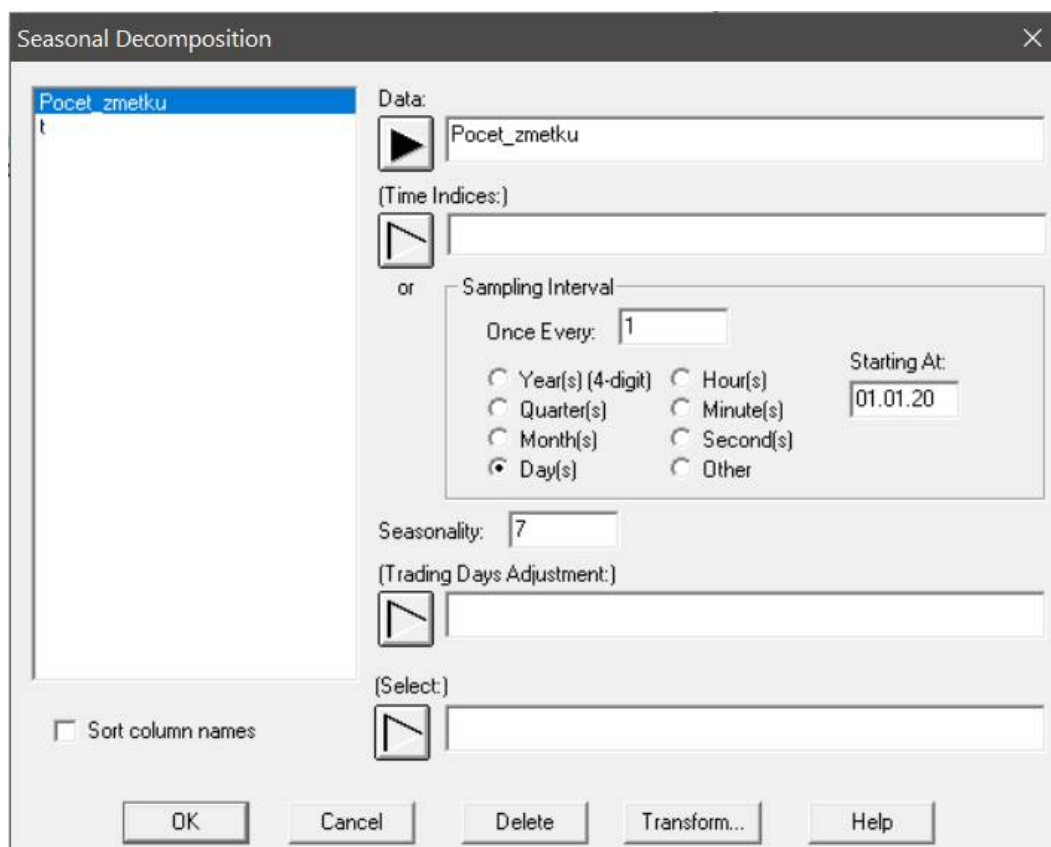 Seasonal Decomposition
Pocet_zmetku
t
Data:
Pocet_zmetku
(Time Indices:)
or
Sampling Interval
Once Every: 1
Year(s) (4-digit) Hour(s)
Quarter(s) Minute(s)
Month(s) Second(s)
Day(s) Other
Starting At:
01.01.20
Seasonality: 7
(Trading Days Adjustment:)
(Select:)
Sort column names
OK Cancel Delete Transform... Help